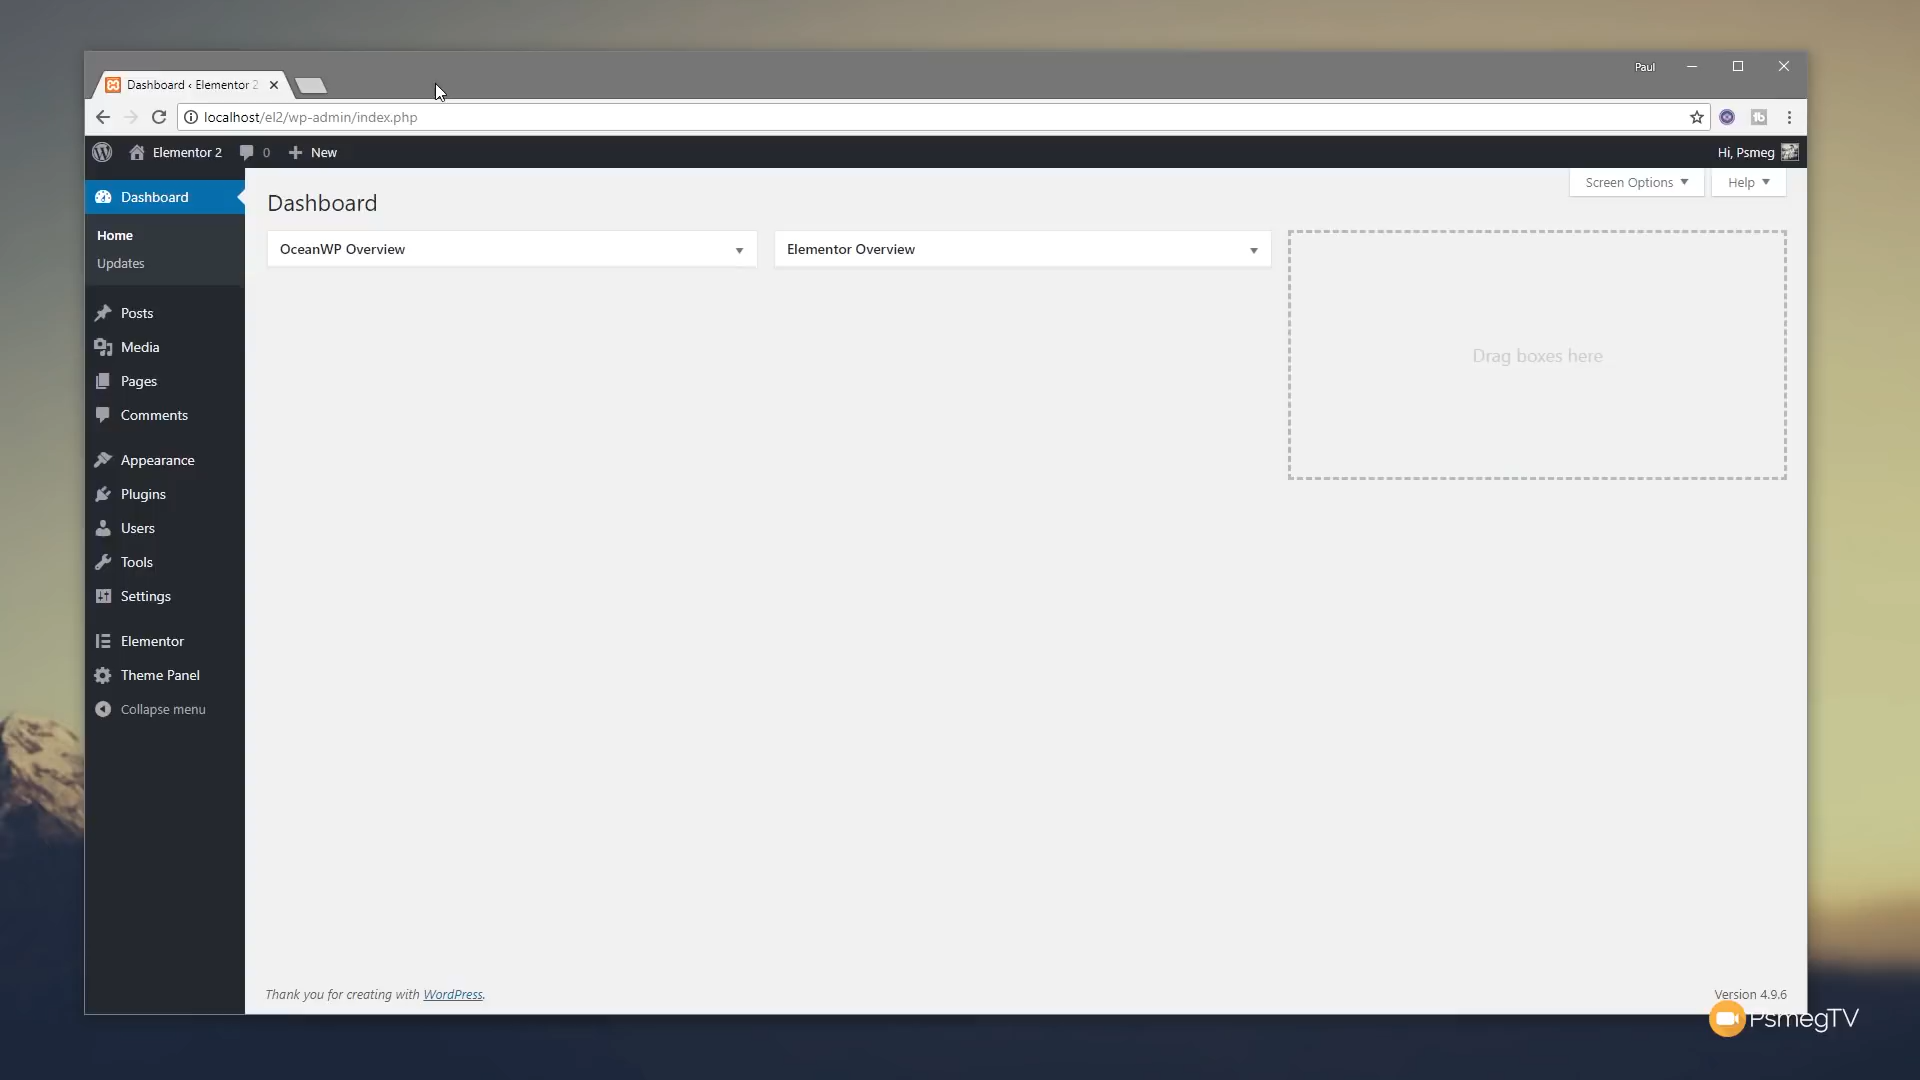 Paul
Dashboard ‹ Elementor 2
localhost/el2/wp-admin/index.php
Elementor 2
0
New
Hi, Psmeg
Dashboard
Screen Options
Help
Dashboard
Home
Updates
OceanWP Overview
Elementor Overview
Drag boxes here
Posts
Media
Pages
Comments
Appearance
Plugins
Users
Tools
Settings
Elementor
Theme Panel
Collapse menu
Thank you for creating with WordPress.
Version 4.9.6
PsmegTV